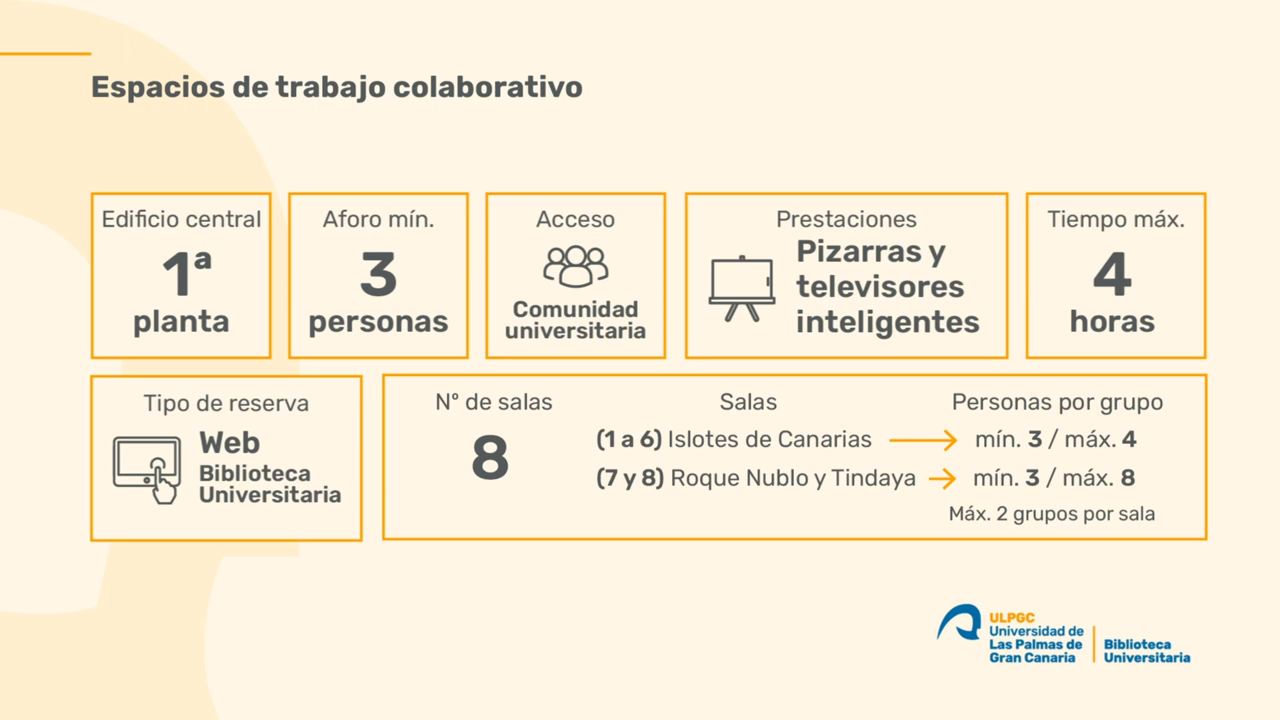 Espacios de trabajo colaborativo
Edificio central
1ª
planta
Aforo mín.
3
personas
Acceso
Comunidad
universitaria
Prestaciones
Pizarras y
televisores
inteligentes
Tiempo máx.
4
horas
Tipo de reserva
Web
Biblioteca
Universitaria
Nº de salas
8
Salas
Personas por grupo
(1 a 6) Islotes de Canarias mín. 3 / máx. 4
(7 y 8) Roque Nublo y Tindaya mín. 3 / máx. 8
Máx. 2 grupos por sala
ULPGC
Universidad de
Las Palmas de
Gran Canaria
Biblioteca
Universitaria